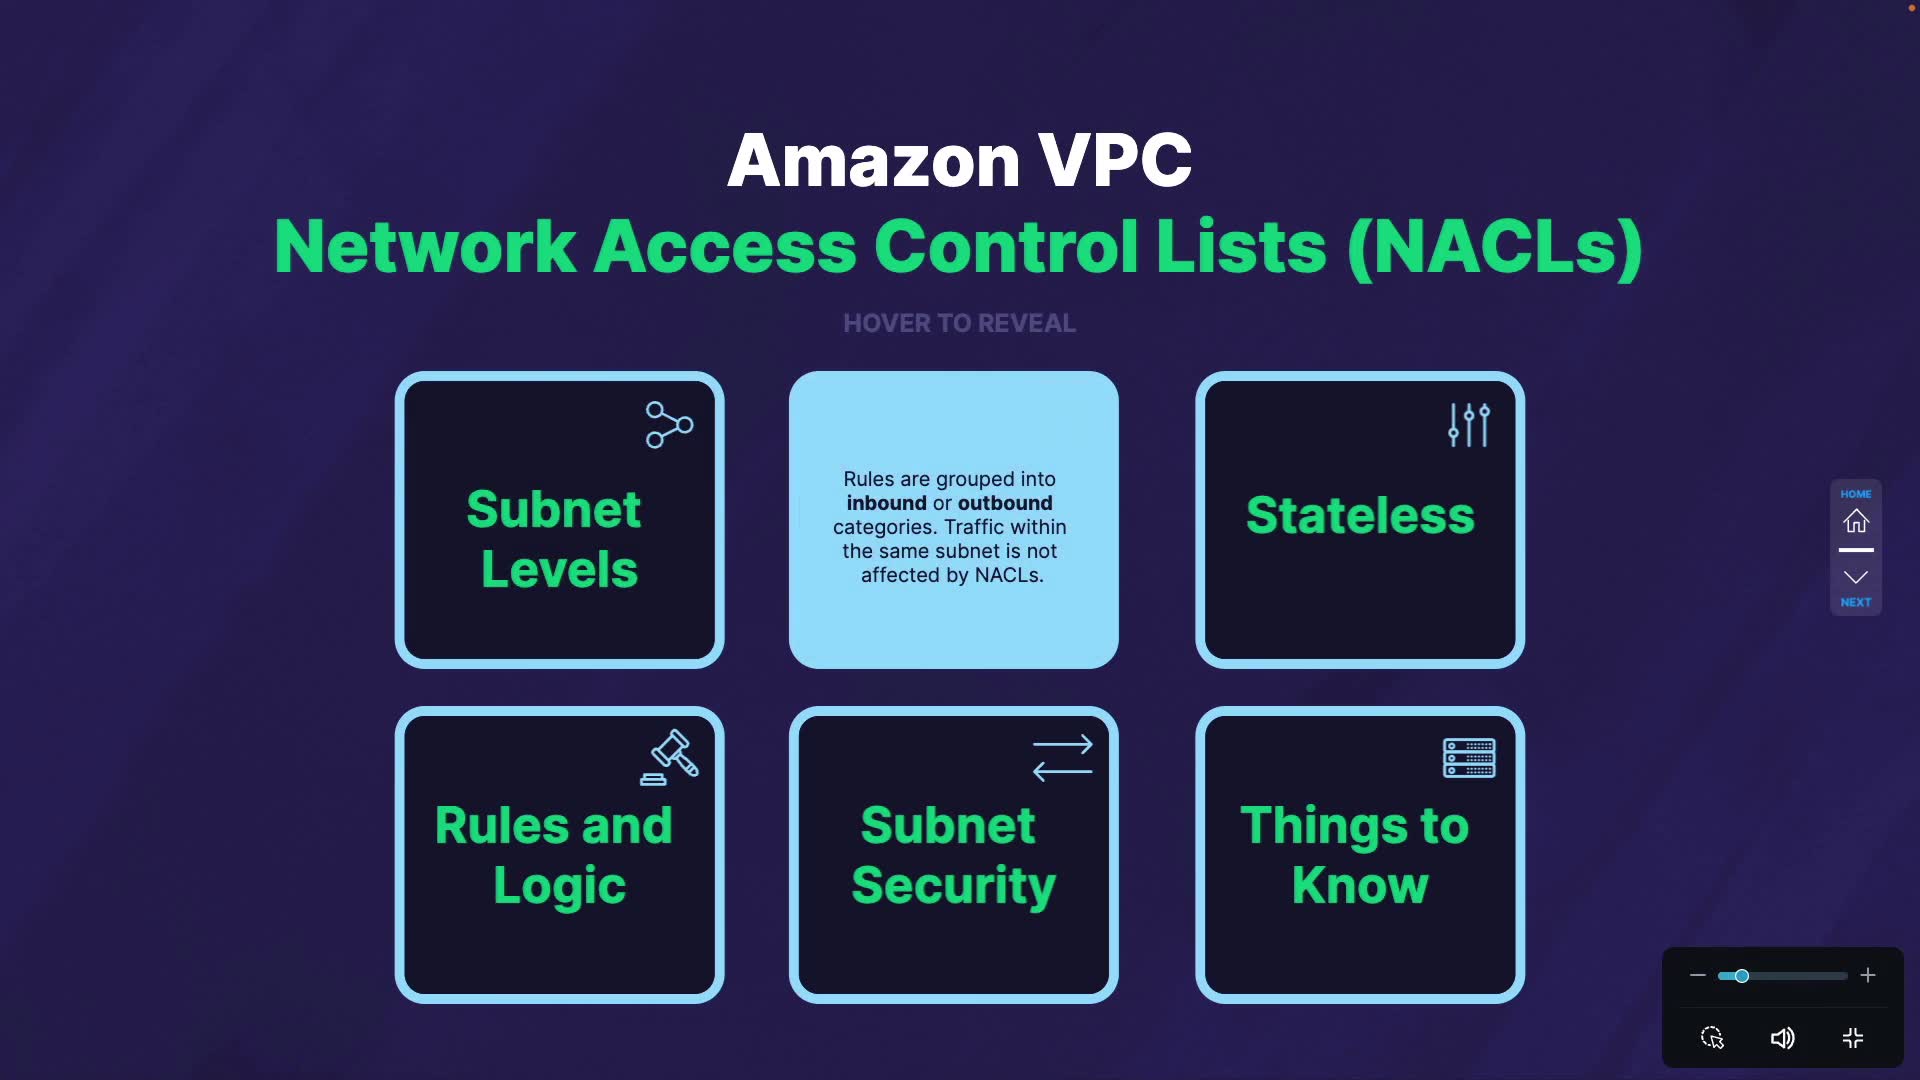 Amazon VPC
Network Access Control Lists (NACLs)
HOVER TO REVEAL
Subnet
Levels
Rules are grouped into
inbound or outbound
categories. Traffic within
the same subnet is not
affected by NACLs.
Stateless
Rules and
Logic
Subnet
Security
Things to
Know
HOME
NEXT